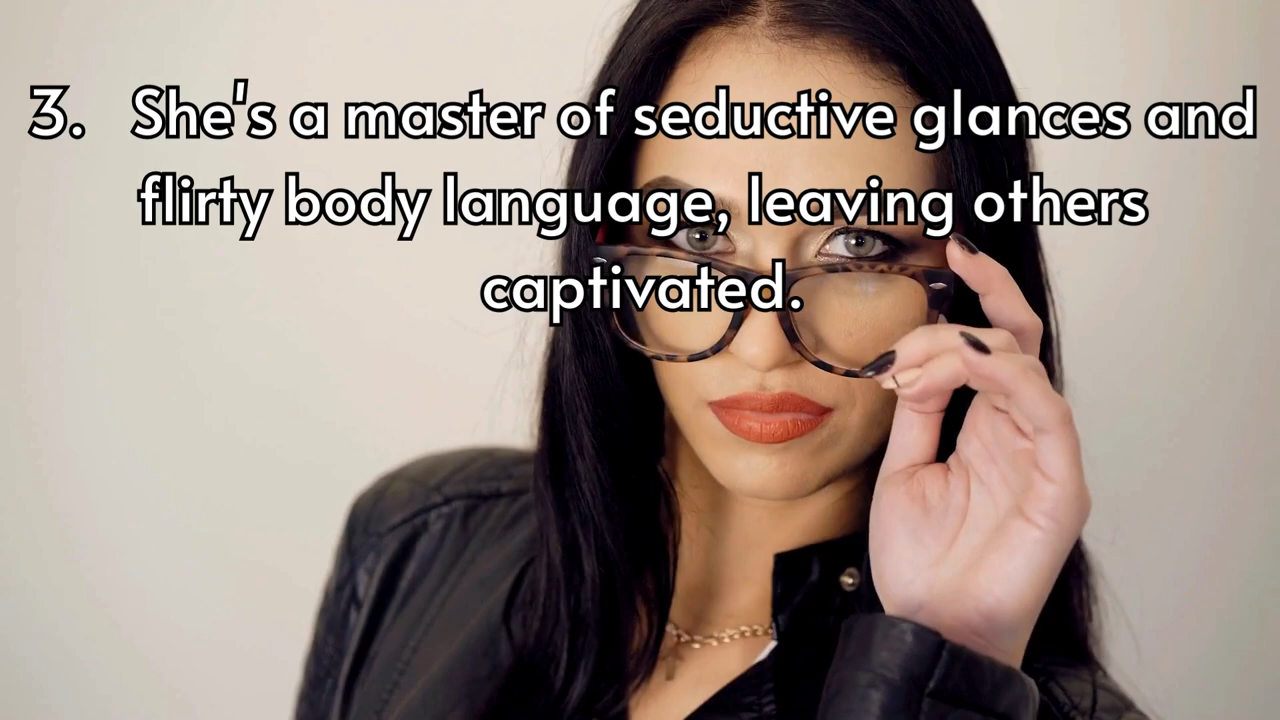 3. She's a master of seductive glances and
flirty body language, leaving others
captivated.